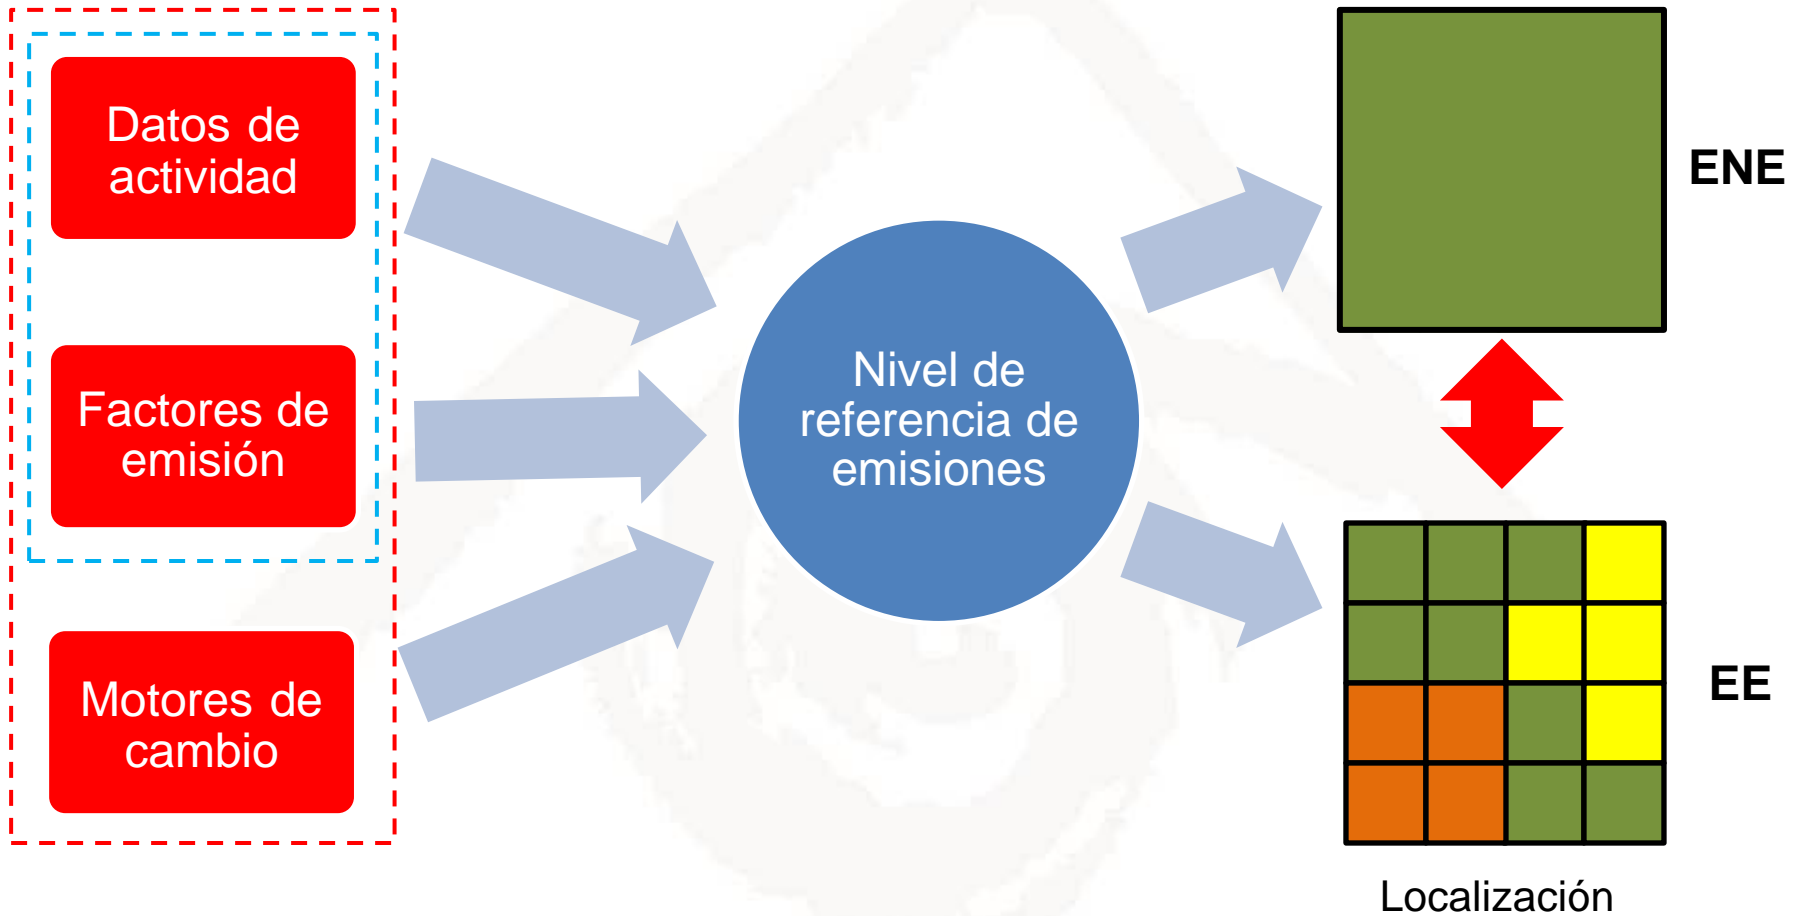 Datos de
actividad
Factores de
emisión
Motores de
cambio
Nivel de
referencia de
emisiones
ENE
EE
Localización